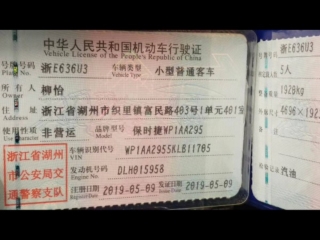 中华人民共和国机动车行驶证
Vehicle License of the People's Republic of China
号牌号码 浙E636U3 车辆类型 小型普通客车
Plate No. Vehicle Type
所有人 柳怡
Owner
住址 浙江省湖州市织里镇富民路403号1单元401室
Address
使用性质 非营运 品牌型号 保时捷WP1AA295
Use Character Model
浙江省湖州
市公安局交
通警察支队
车辆识别代号 WP1AA2955KLB11705
VIN
发动机号码 DLH015958
Engine No.
注册日期 2019-05-09 发证日期 2019-05-09
Register Date Issue Date
浙E636U3
5人
1920kg
汽油